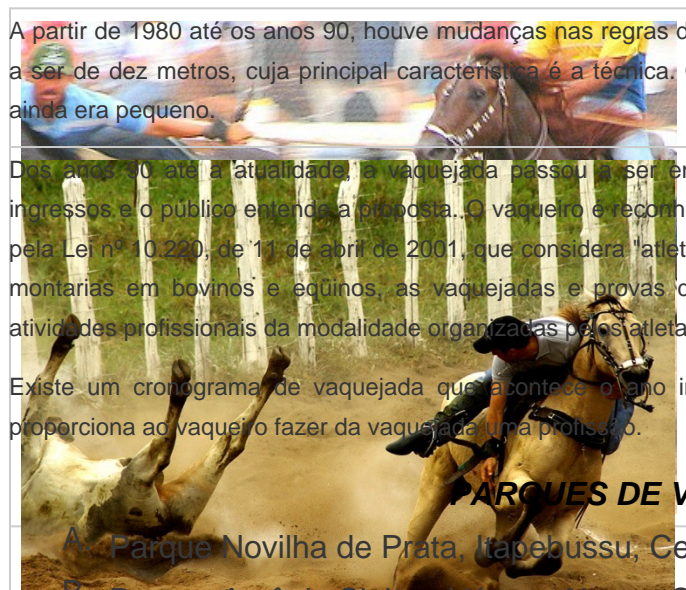 A partir de 1980 até os anos 90, houve mudanças nas regras d
a ser de dez metros, cuja principal característica é a técnica.
ainda era pequeno.
Dos anos 90 até a atualidade, a vaquejada passou a ser en
ingressos e o público entende a proposta. O vaqueiro é reconh
pela Lei nº 10.220, de 11 de abril de 2001, que considera "atlet
montarias em bovinos e eqüinos, as vaquejadas e provas d
atividades profissionais da modalidade organizadas pelos atleta
Existe um cronograma de vaquejada que acontece o ano in
proporciona ao vaqueiro fazer da vaquejada uma profissão.
PARQUES DE V
A. Parque Novilha de Prata, Itapebussu, Ce